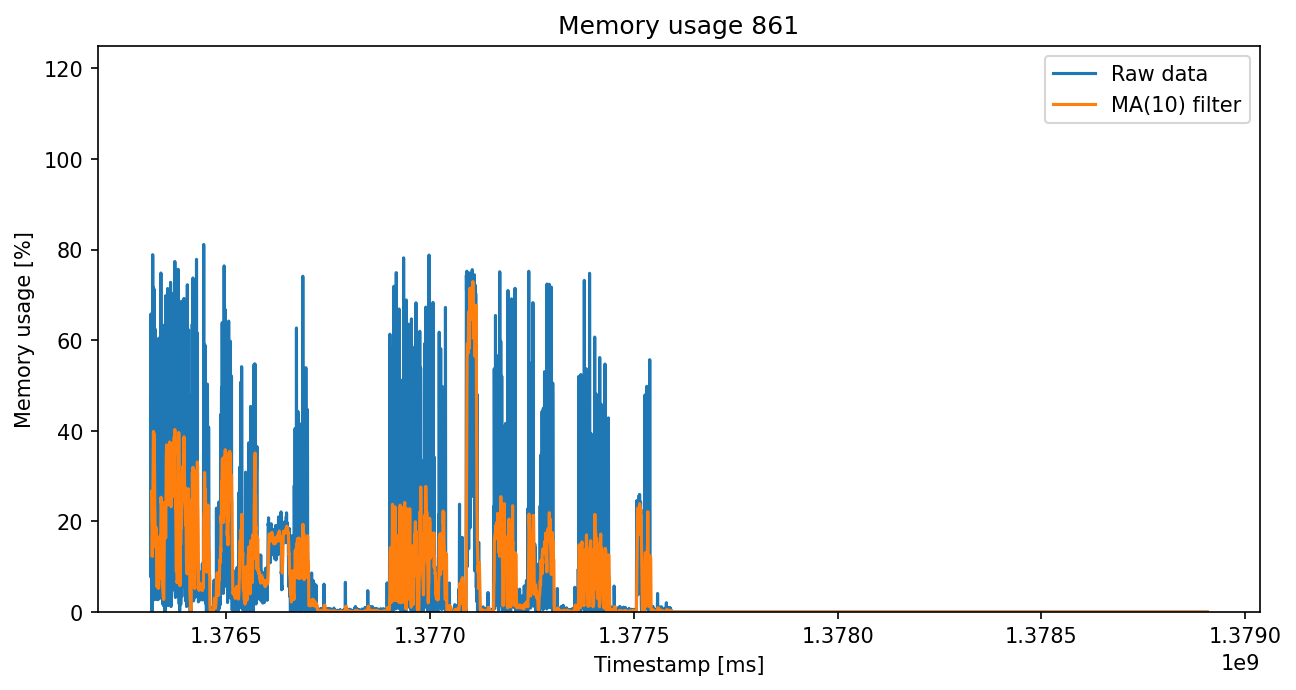 Memory usage 861
Raw data
MA(10) filter
Memory usage [%]
120
100
80
60
40
20
0
1.3765 1.3770 1.3775 1.3780 1.3785 1.3790
1e9
Timestamp [ms]